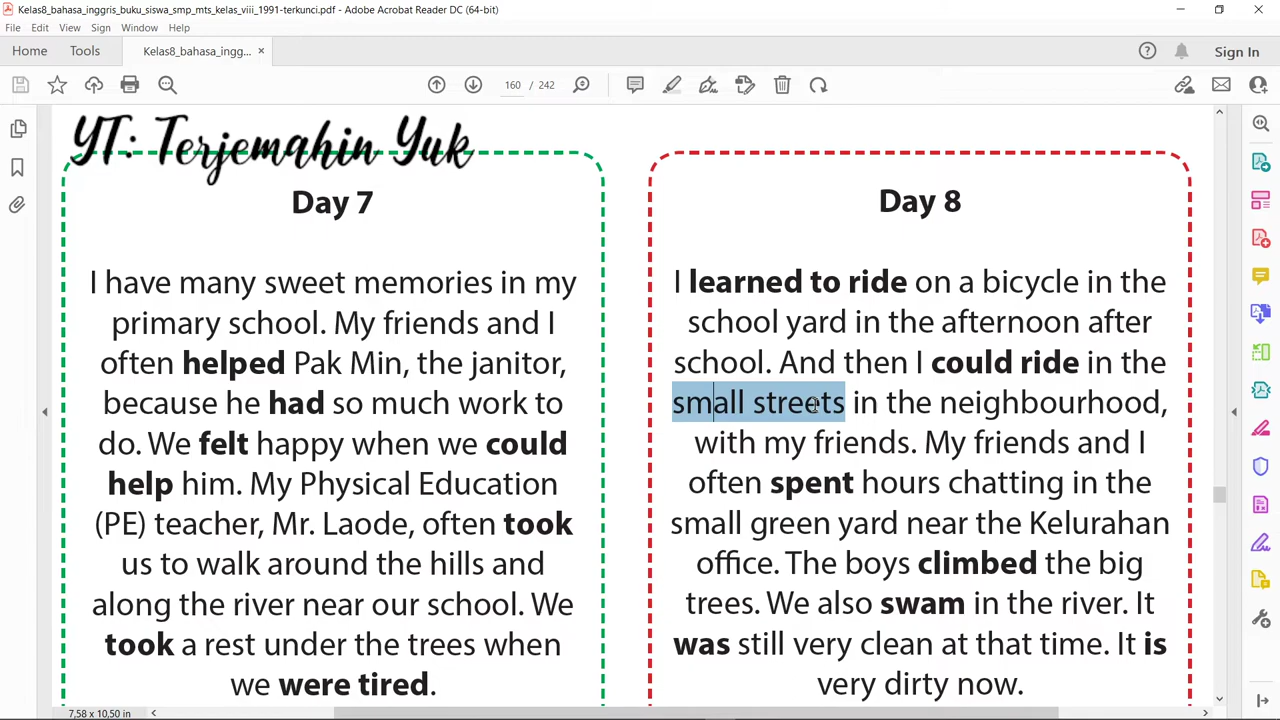 Kelas8_bahasa_inggris_buku_siswa_smp_mts_kelas_viii_1991-terkunci.pdf - Adobe Acrobat Reader DC (64-bit)
File Edit View Sign Window Help
Home Tools Kelas8_bahasa_ingg... × Sign In
160 / 242
YT: Terjemahin Yuk
Day 7
I have many sweet memories in my
primary school. My friends and I
often helped Pak Min, the janitor,
because he had so much work to
do. We felt happy when we could
help him. My Physical Education
(PE) teacher, Mr. Laode, often took
us to walk around the hills and
along the river near our school. We
took a rest under the trees when
we were tired.
Day 8
I learned to ride on a bicycle in the
school yard in the afternoon after
school. And then I could ride in the
small streets in the neighbourhood,
with my friends. My friends and I
often spent hours chatting in the
small green yard near the Kelurahan
office. The boys climbed the big
trees. We also swam in the river. It
was still very clean at that time. It is
very dirty now.
7,58 x 10,50 in